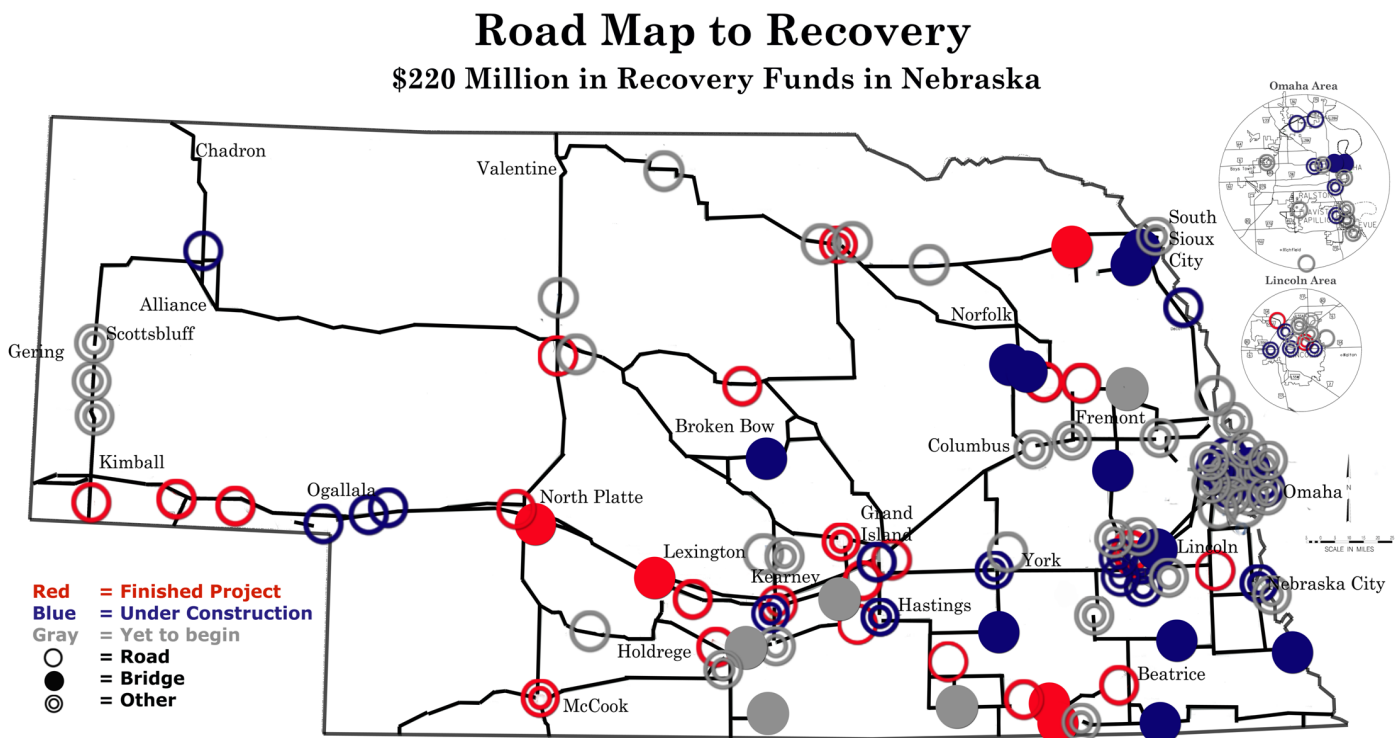 Road Map to Recovery
$220 Million in Recovery Funds in Nebraska
Omaha Area
Chadron
Valentine
RALSTON
South
Sioux
City
Lincoln Area
Alliance
Scottsbluff
Gering
Norfolk
Broken Bow
Fremont
Columbus
Kimball
Ogallala
North Platte
Omaha
N
Grand
Island
SCALE IN MILES
Lexington
Kearney
York
Lincoln
Nebraska City
Hastings
Holdrege
Beatrice
McCook
Red = Finished Project
Blue = Under Construction
Gray = Yet to begin
= Road
= Bridge
= Other